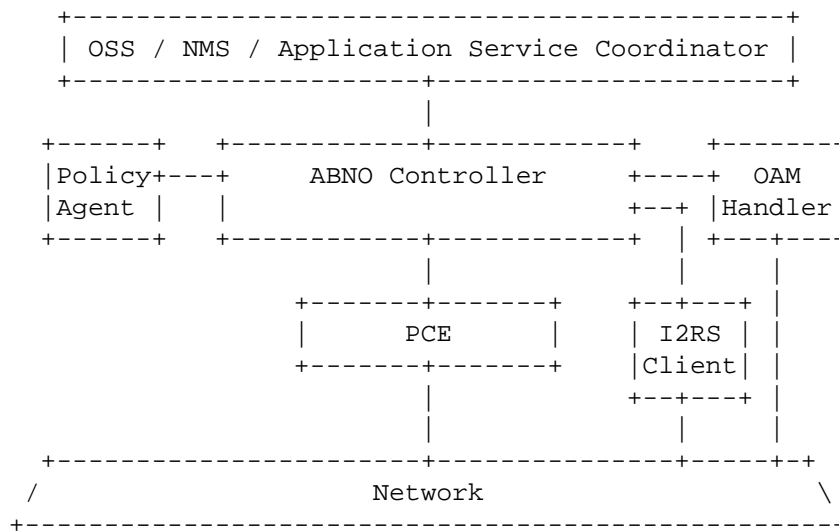 OSS / NMS / Application Service Coordinator
Policy ABNO Controller OAM
Agent Handler
PCE I2RS
Client
Network